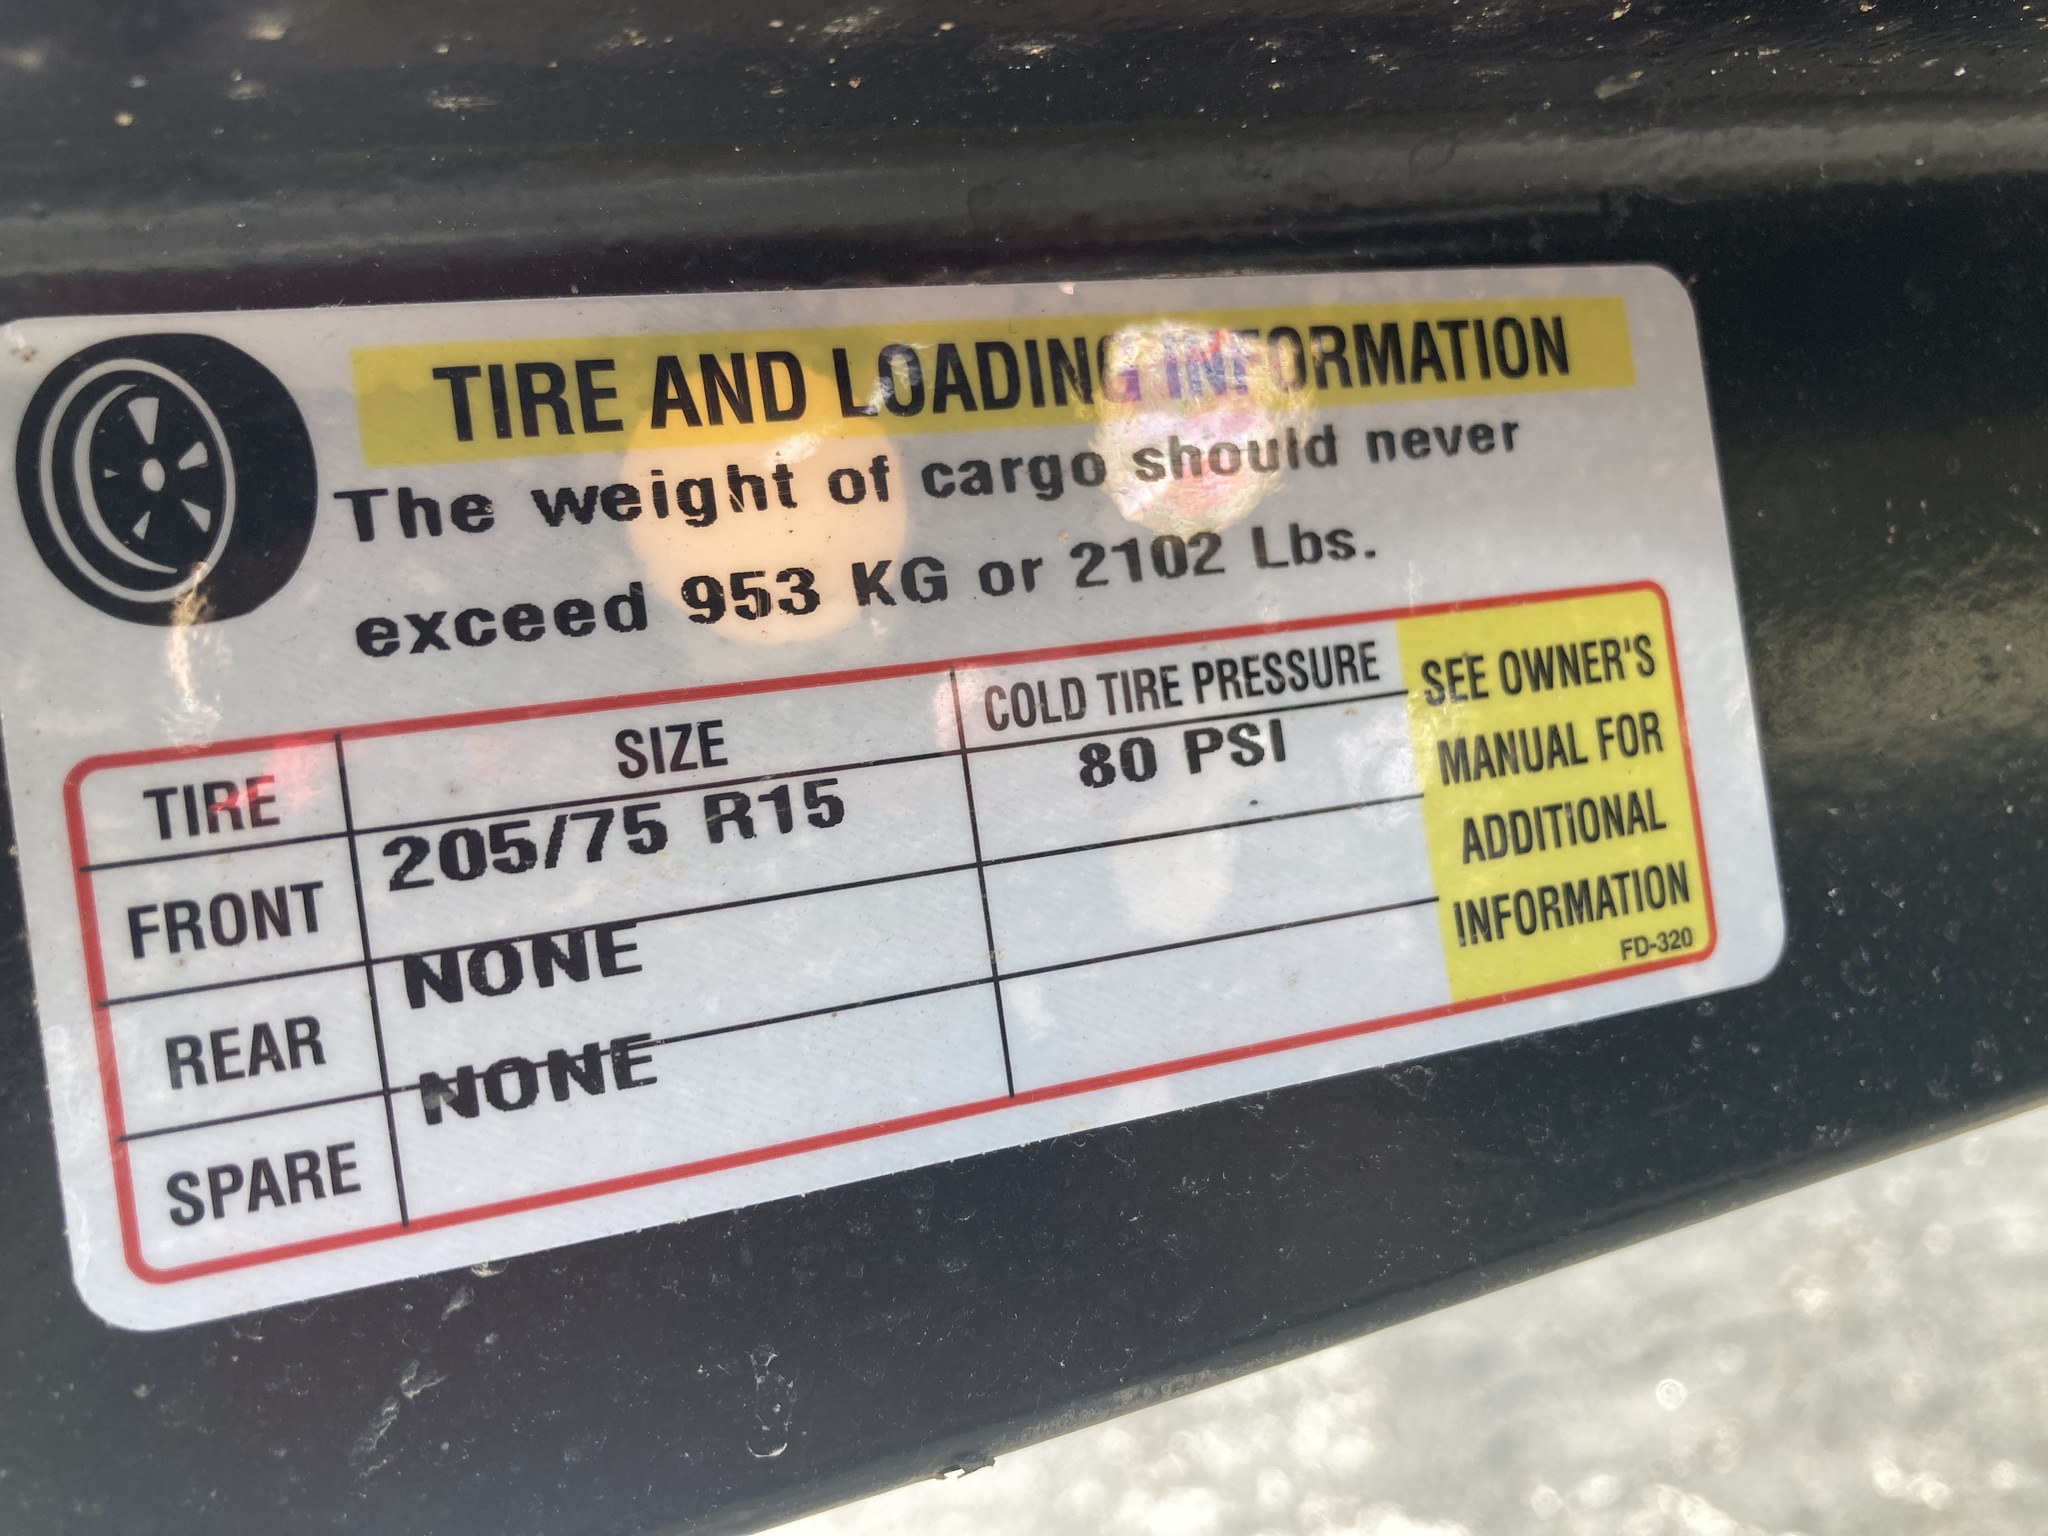 TIRE AND LOADING INFORMATION
The weight of cargo should never
exceed 953 KG or 2102 Lbs.
TIRE SIZE COLD TIRE PRESSURE
FRONT 205/75 R15 80 PSI
REAR NONE
SPARE NONE
SEE OWNER'S
MANUAL FOR
ADDITIONAL
INFORMATION
FD-320